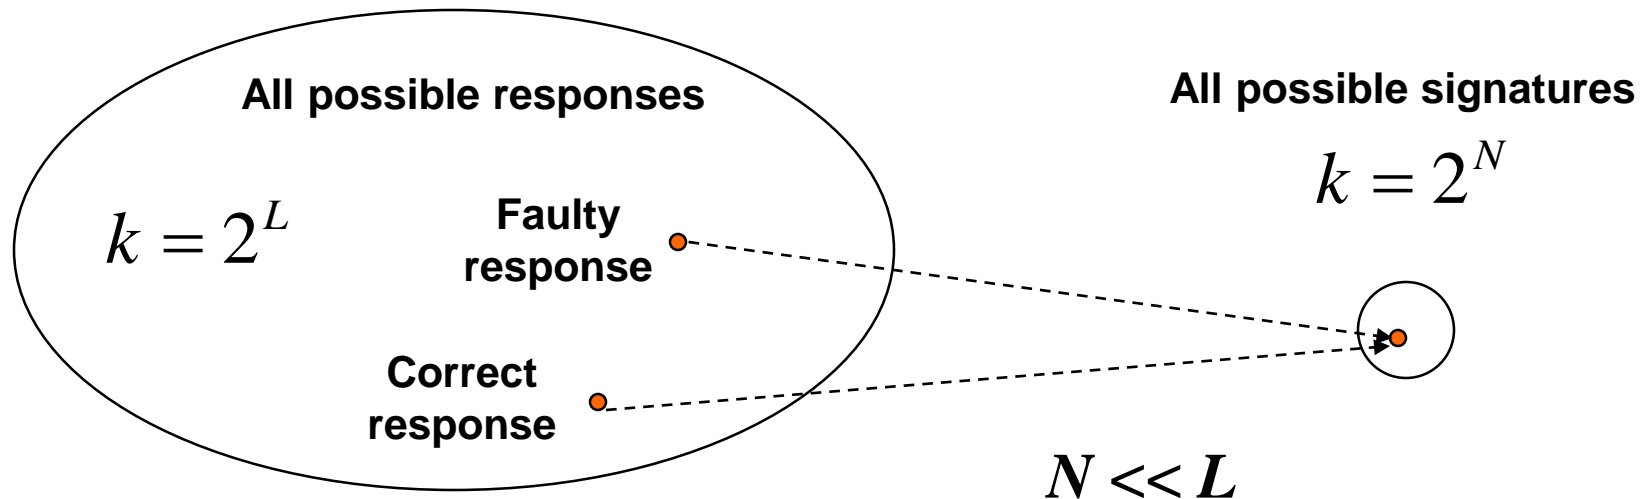 All possible responses
All possible signatures
k = 2^N
k = 2^L
Faulty
response
Correct
response
N << L